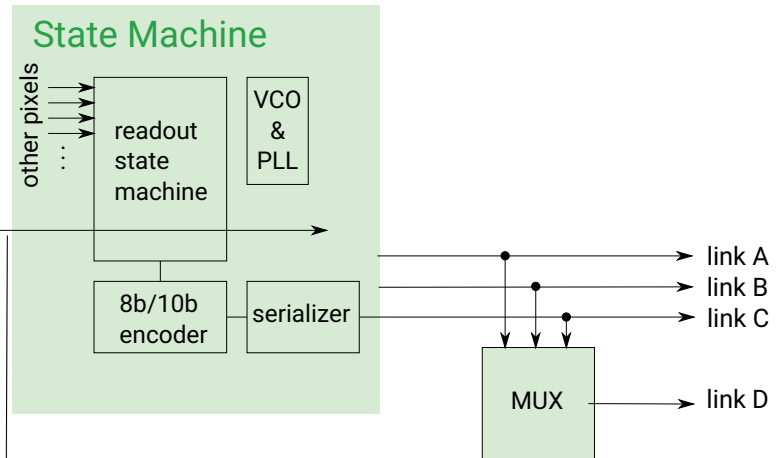 State Machine
other pixels
...
readout
state
machine
VCO
&
PLL
8b/10b
encoder
serializer
link A
link B
link C
MUX
link D